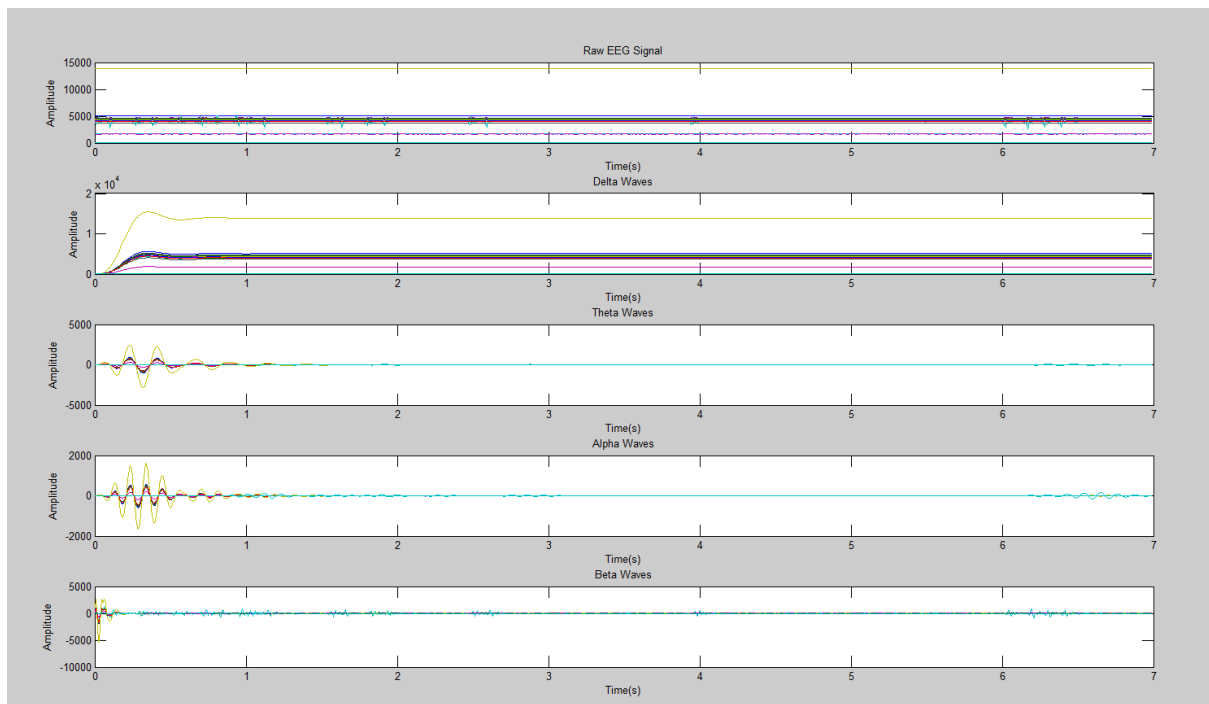 Raw EEG Signal
Amplitude
15000
10000
5000
0
0 1 2 3 4 5 6 7
Time(s)
Delta Waves
x 10^4
Amplitude
2
1
0
0 1 2 3 4 5 6 7
Time(s)
Theta Waves
Amplitude
5000
0
-5000
0 1 2 3 4 5 6 7
Time(s)
Alpha Waves
Amplitude
2000
0
-2000
0 1 2 3 4 5 6 7
Time(s)
Beta Waves
Amplitude
5000
0
-5000
-10000
0 1 2 3 4 5 6 7
Time(s)